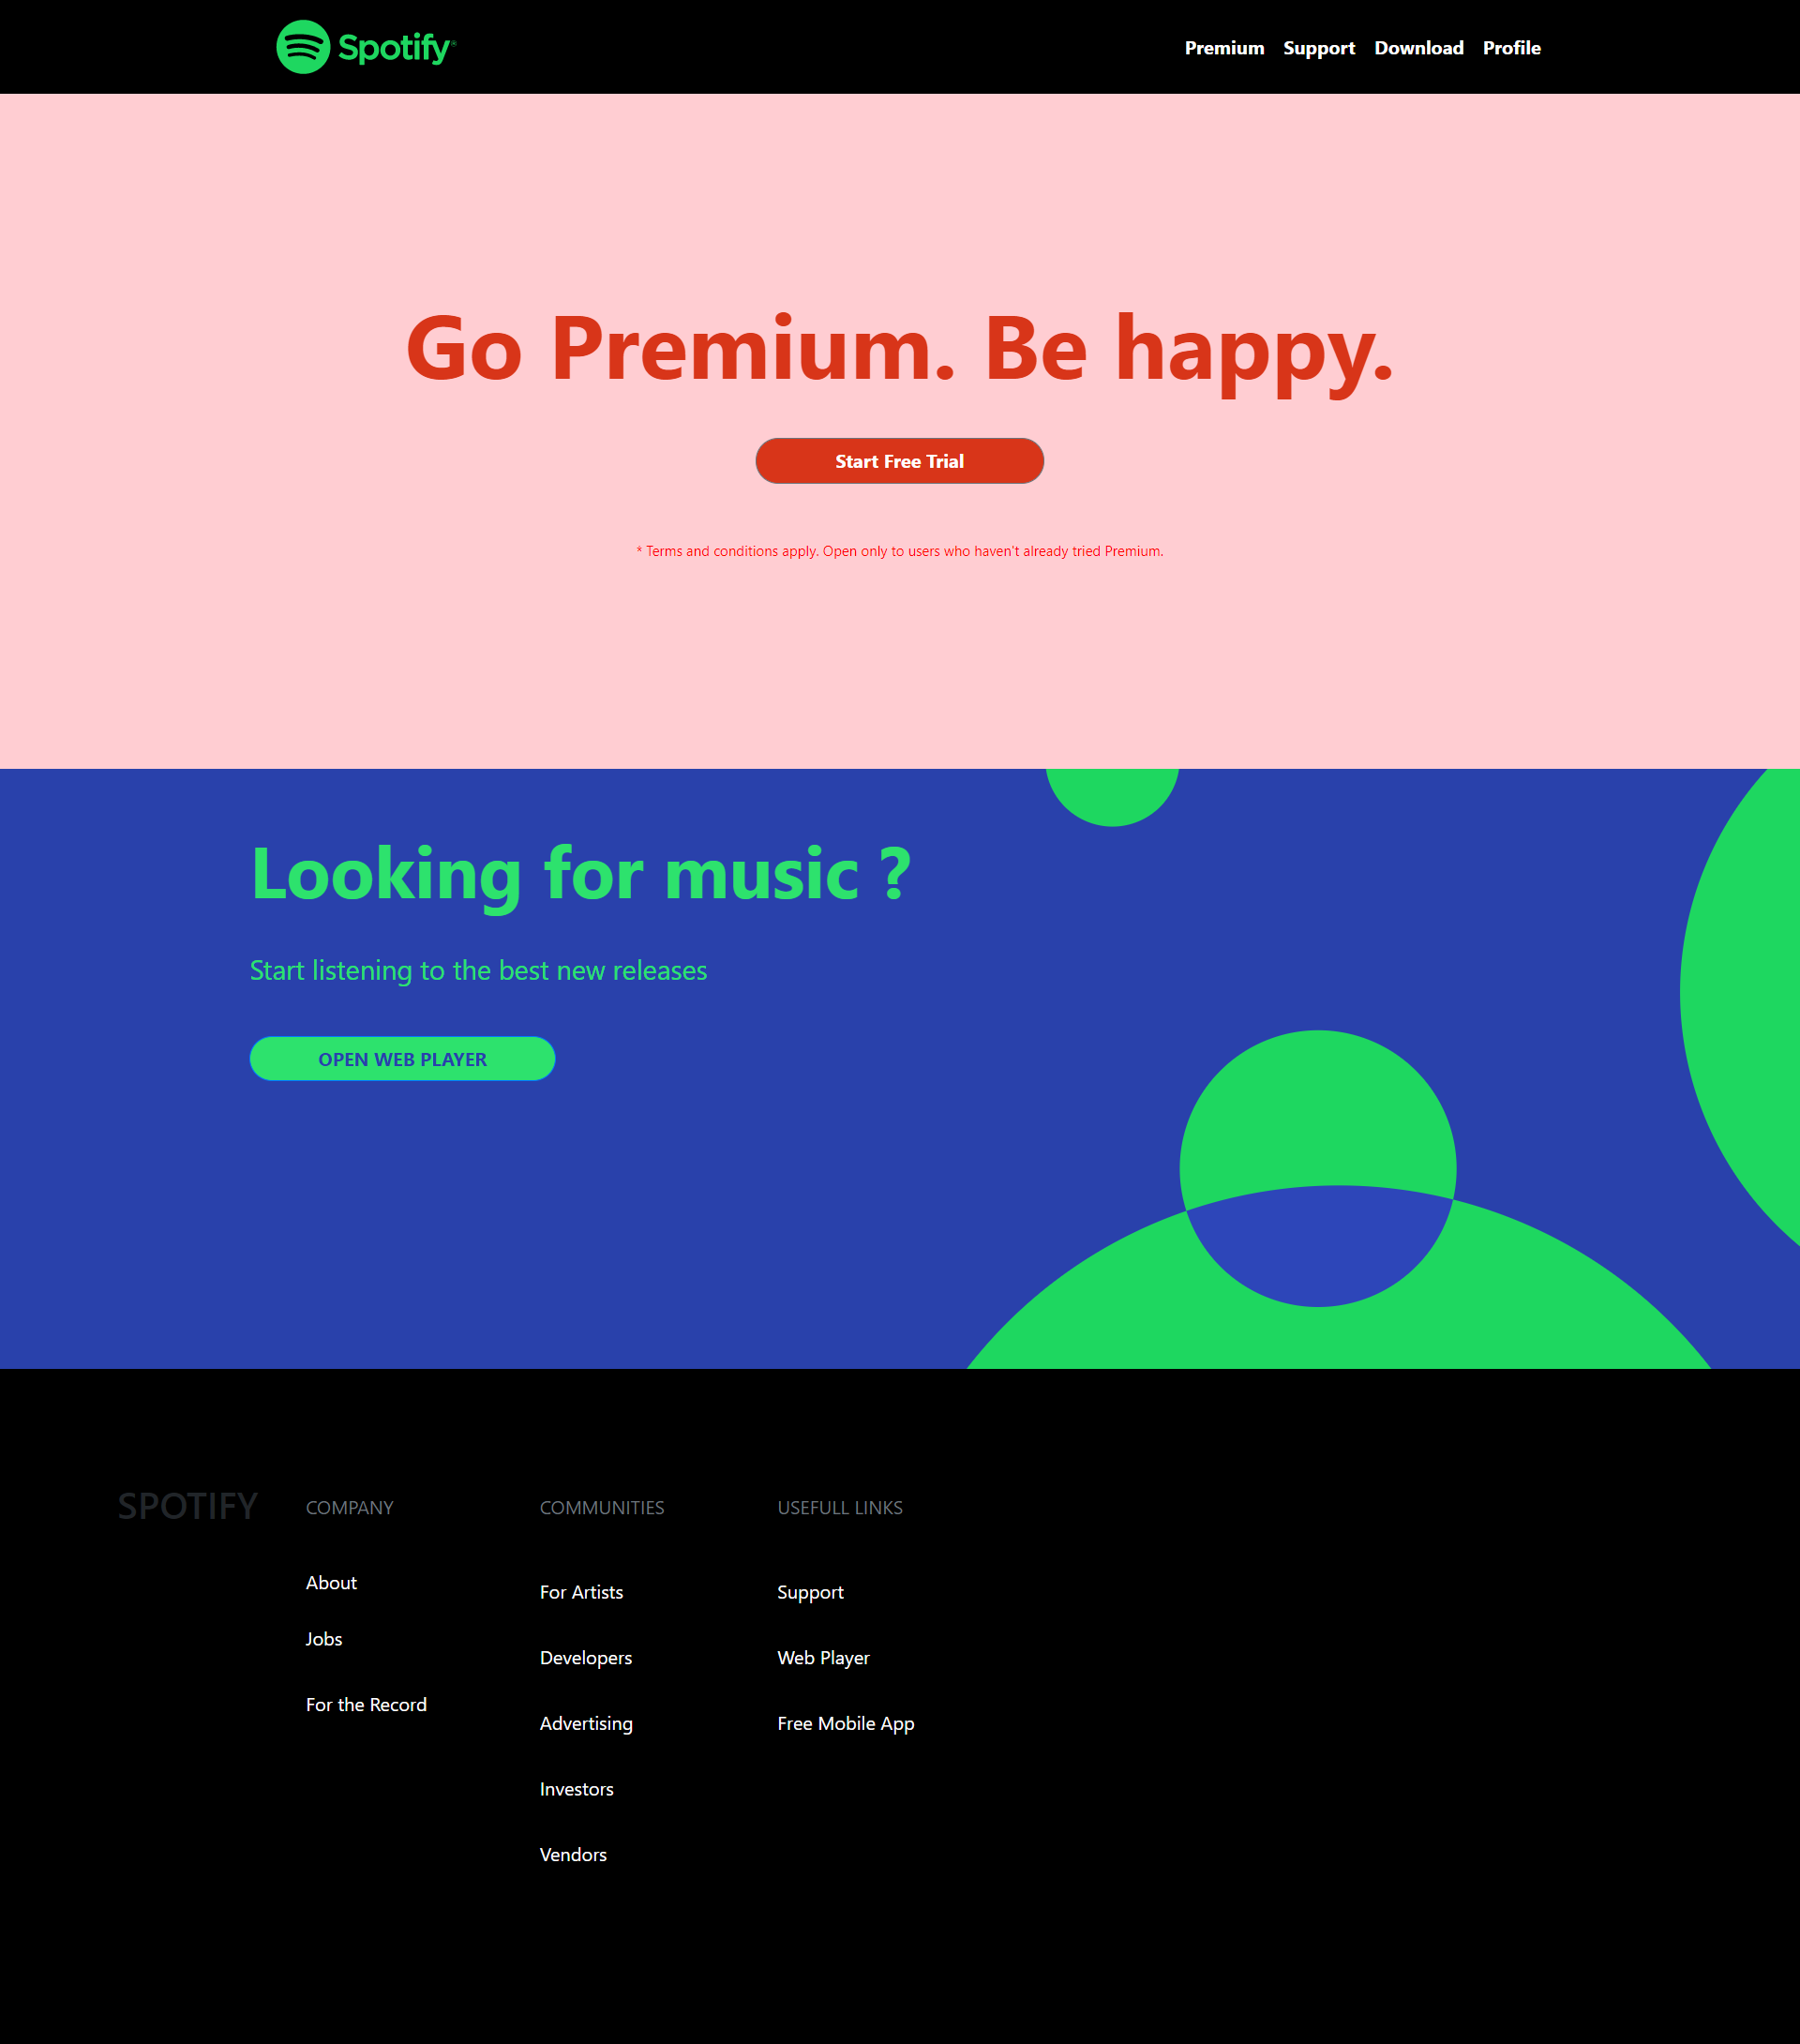 Spotify®
Premium Support Download Profile
Go Premium. Be happy.
Start Free Trial
* Terms and conditions apply. Open only to users who haven't already tried Premium.
Looking for music ?
Start listening to the best new releases
OPEN WEB PLAYER
SPOTIFY
COMPANY
About
Jobs
For the Record
COMMUNITIES
For Artists
Developers
Advertising
Investors
Vendors
USEFULL LINKS
Support
Web Player
Free Mobile App